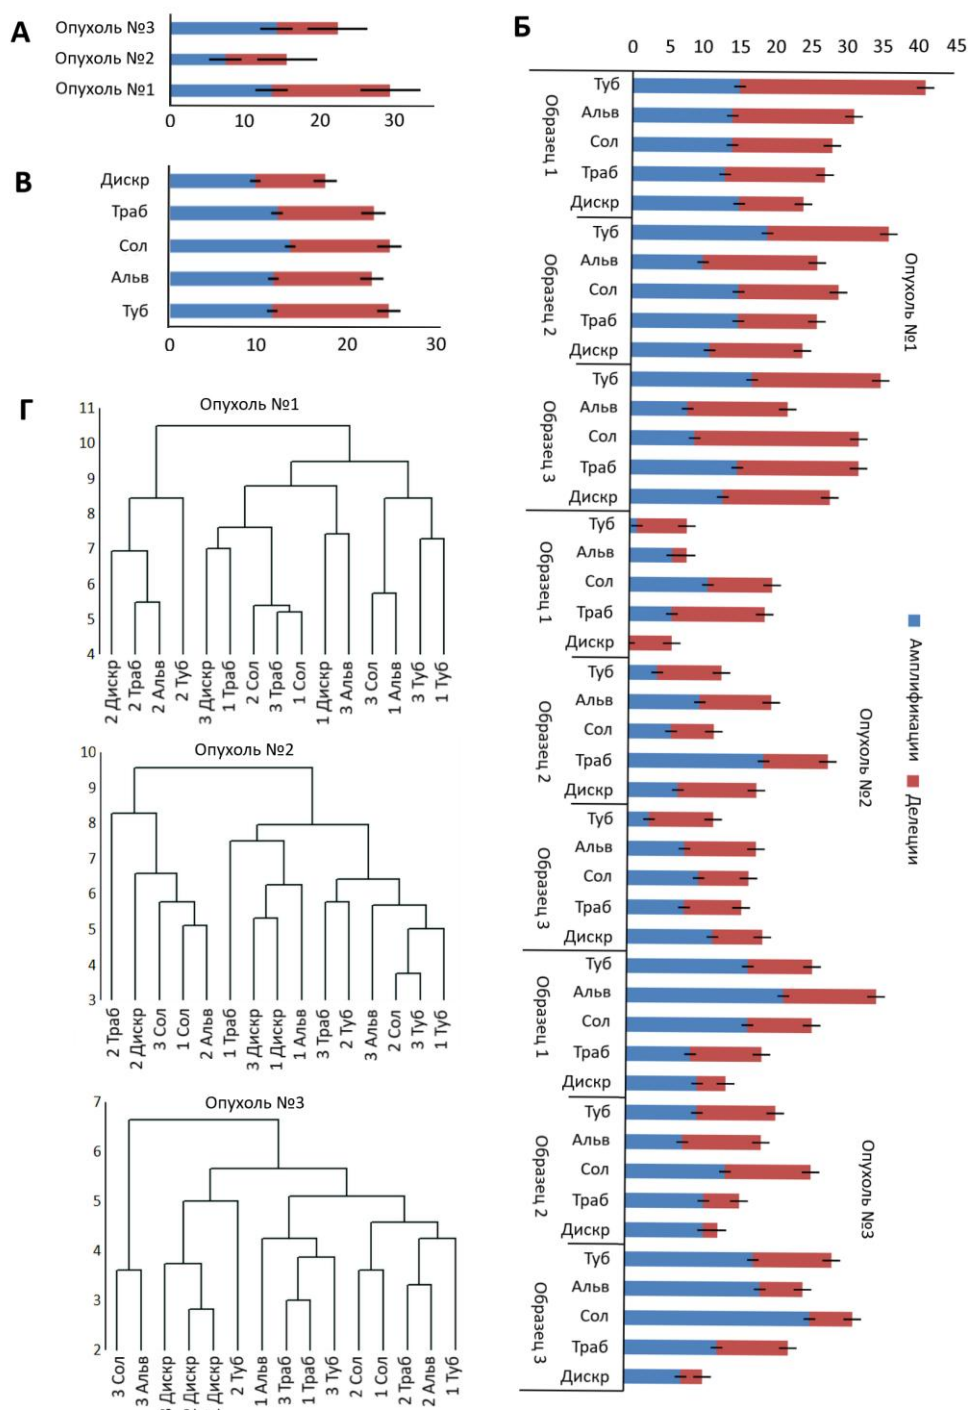 А
Опухоль №3
Опухоль №2
Опухоль №1
0 10 20 30
В
Дискр
Траб
Сол
Альв
Туб
0 10 20 30
Г
Опухоль №1
11
10
9
8
7
6
5
4
2 Дискр
2 Траб
2 Альв
2 Туб
3 Дискр
1 Траб
2 Сол
3 Траб
1 Сол
1 Дискр
3 Альв
3 Сол
1 Альв
3 Туб
1 Туб
Опухоль №2
10
9
8
7
6
5
4
3
2 Траб
2 Дискр
3 Сол
1 Сол
2 Альв
1 Траб
3 Дискр
1 Дискр
1 Альв
3 Траб
2 Туб
3 Альв
2 Сол
3 Туб
1 Туб
Опухоль №3
7
6
5
4
3
2
3 Сол
3 Альв
Дискр
Дискр
Дискр
2 Туб
1 Альв
3 Траб
1 Траб
3 Туб
2 Сол
1 Сол
2 Траб
2 Альв
1 Туб
Б
0 5 10 15 20 25 30 35 40 45
Опухоль №1
Образец 1
Туб
Альв
Сол
Траб
Дискр
Образец 2
Туб
Альв
Сол
Траб
Дискр
Образец 3
Туб
Альв
Сол
Траб
Дискр
Опухоль №2
Образец 1
Туб
Альв
Сол
Траб
Дискр
Образец 2
Туб
Альв
Сол
Траб
Дискр
Образец 3
Туб
Альв
Сол
Траб
Дискр
Опухоль №3
Образец 1
Туб
Альв
Сол
Траб
Дискр
Образец 2
Туб
Альв
Сол
Траб
Дискр
Образец 3
Туб
Альв
Сол
Траб
Дискр
Амплификации
Делеции